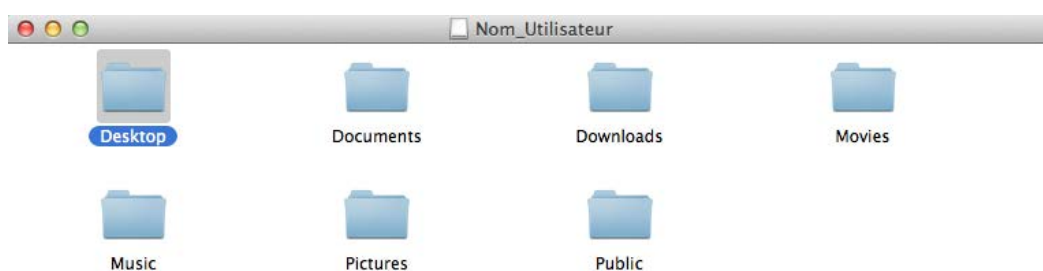 Nom_Utilisateur
Desktop Documents Downloads Movies
Music Pictures Public